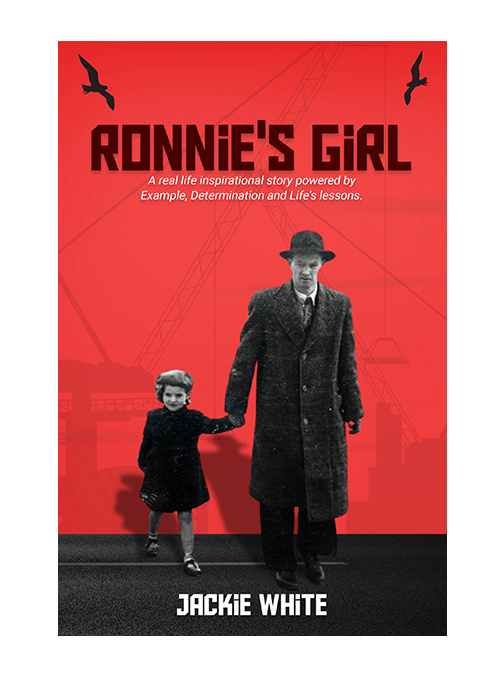 RONNiE'S GiRL
A real life inspirational story powered by
Example, Determination and Life's lessons.
JACKiE WHiTE